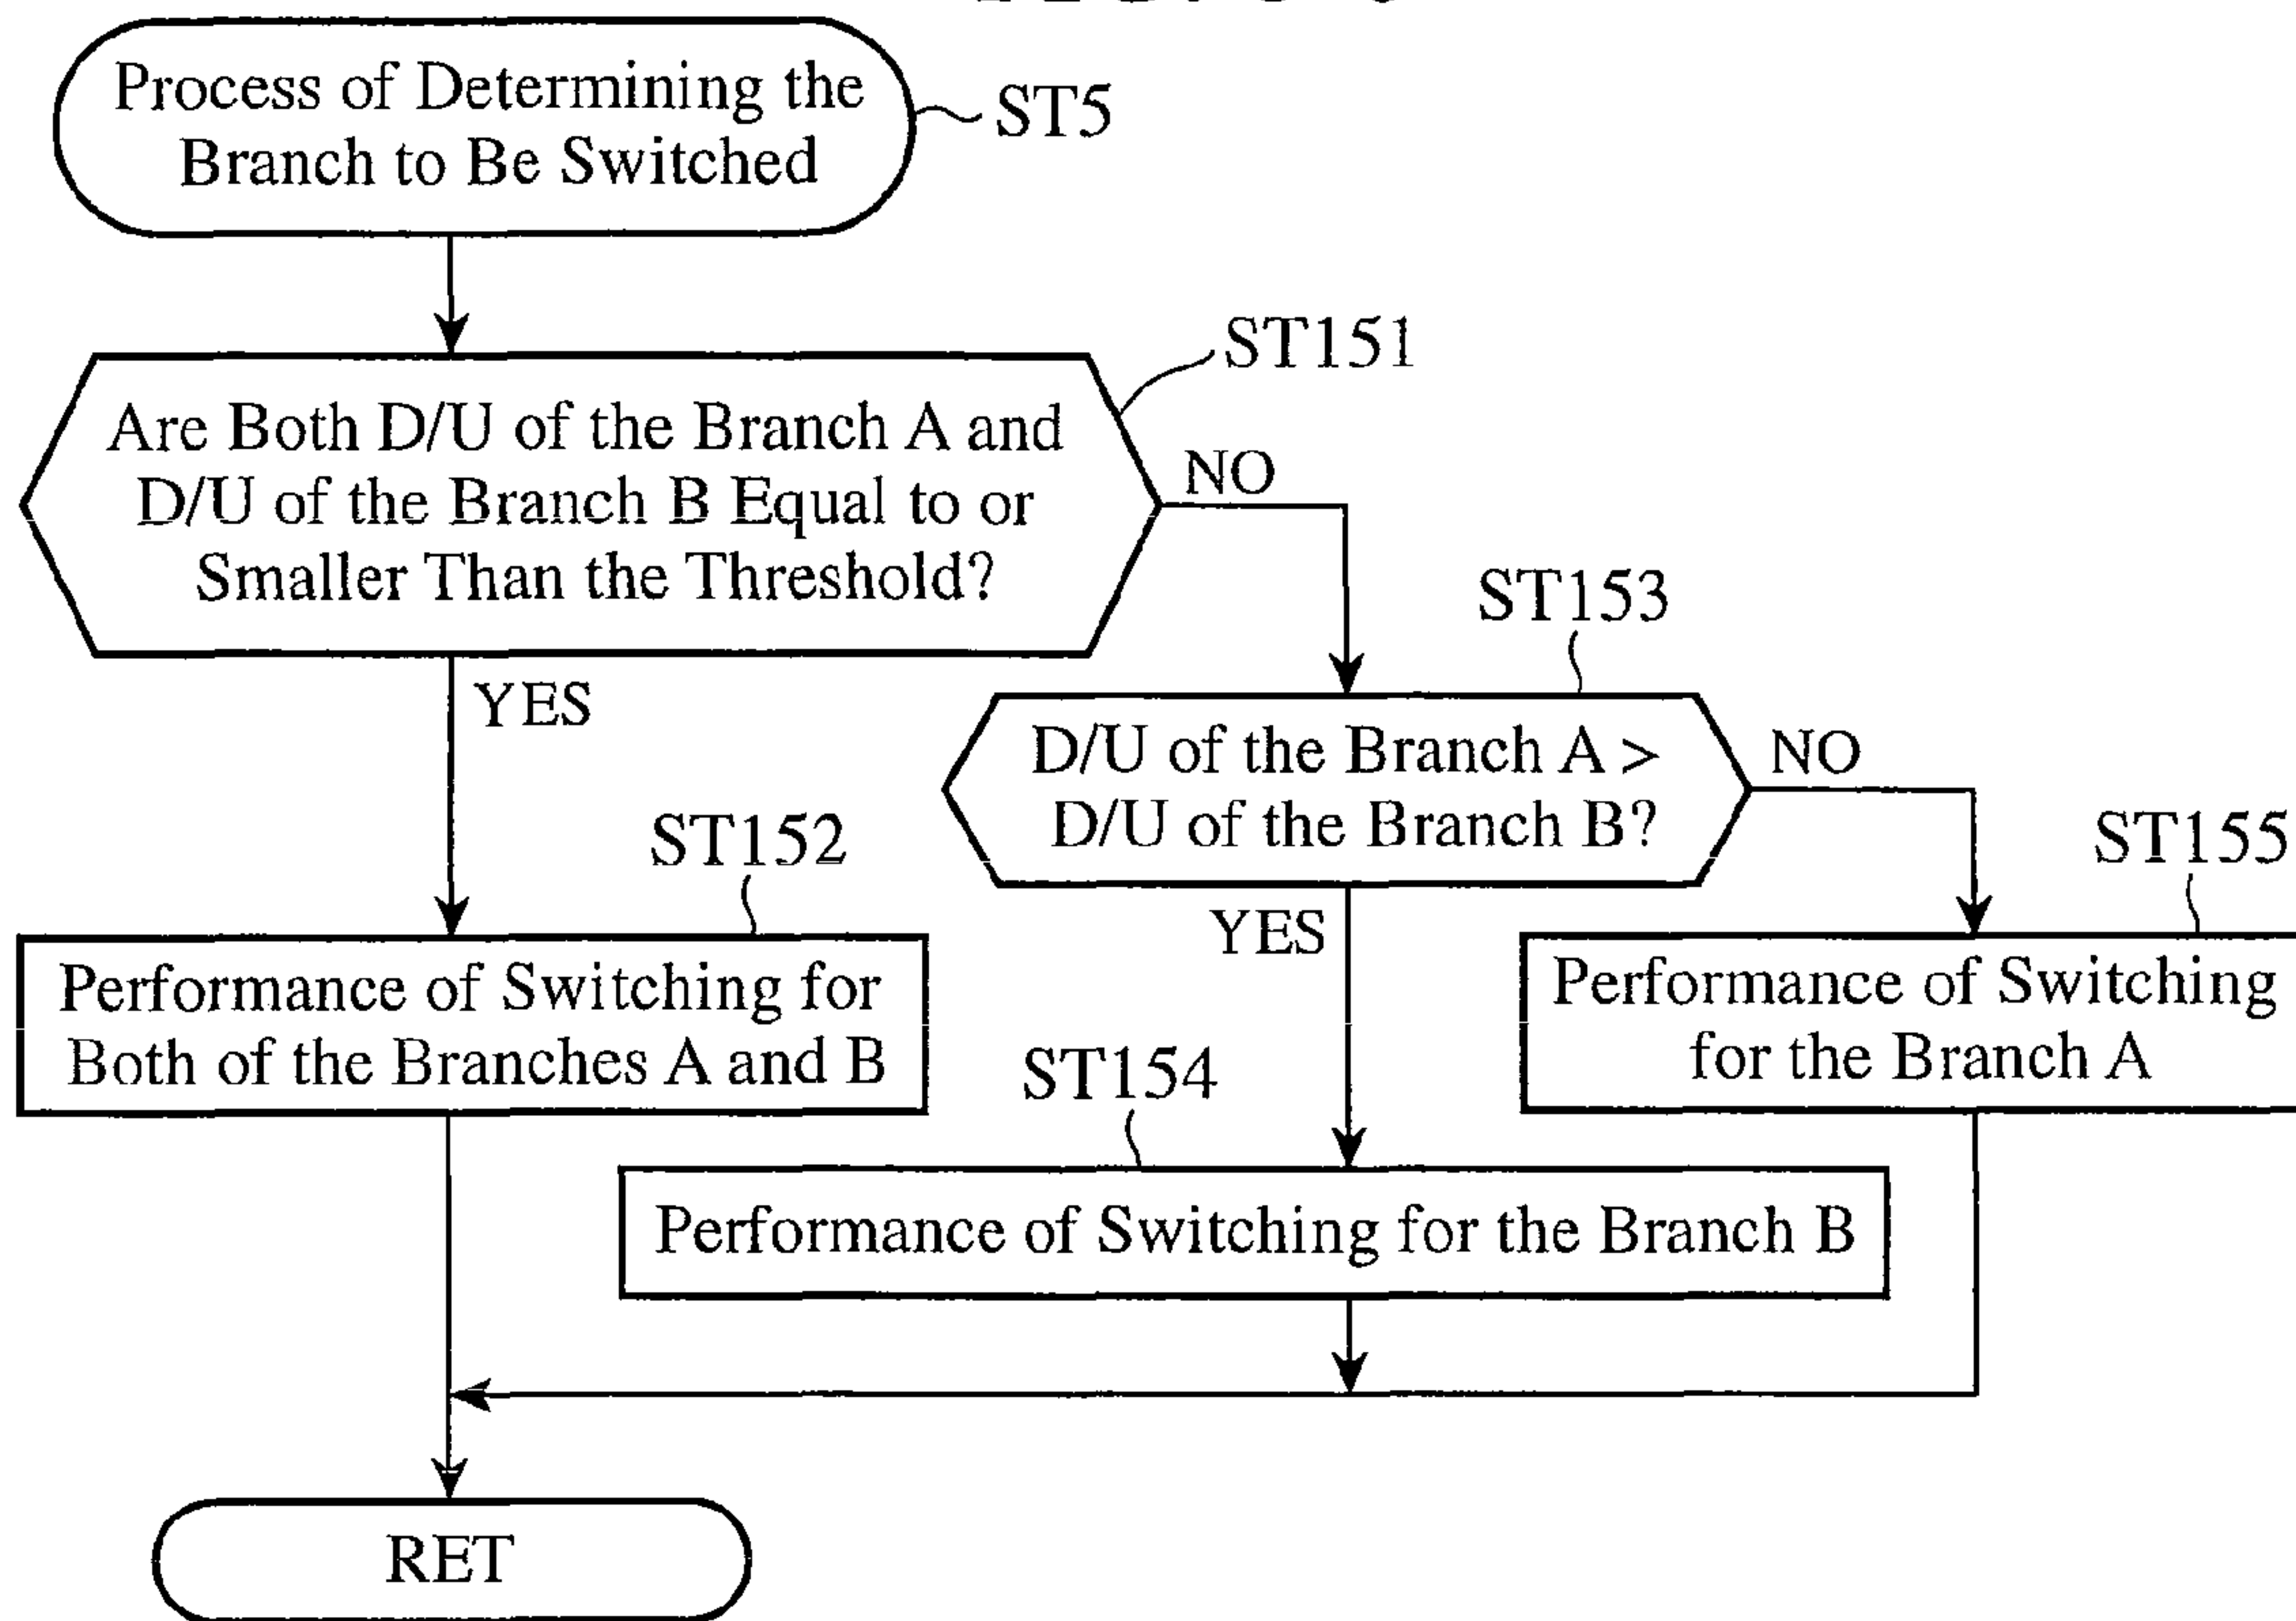 Process of Determining the
Branch to Be Switched
ST5
ST151
Are Both D/U of the Branch A and
D/U of the Branch B Equal to or
Smaller Than the Threshold?
NO
YES
ST153
D/U of the Branch A >
D/U of the Branch B?
NO
YES
ST152
Performance of Switching for
Both of the Branches A and B
ST155
Performance of Switching
for the Branch A
ST154
Performance of Switching for the Branch B
RET